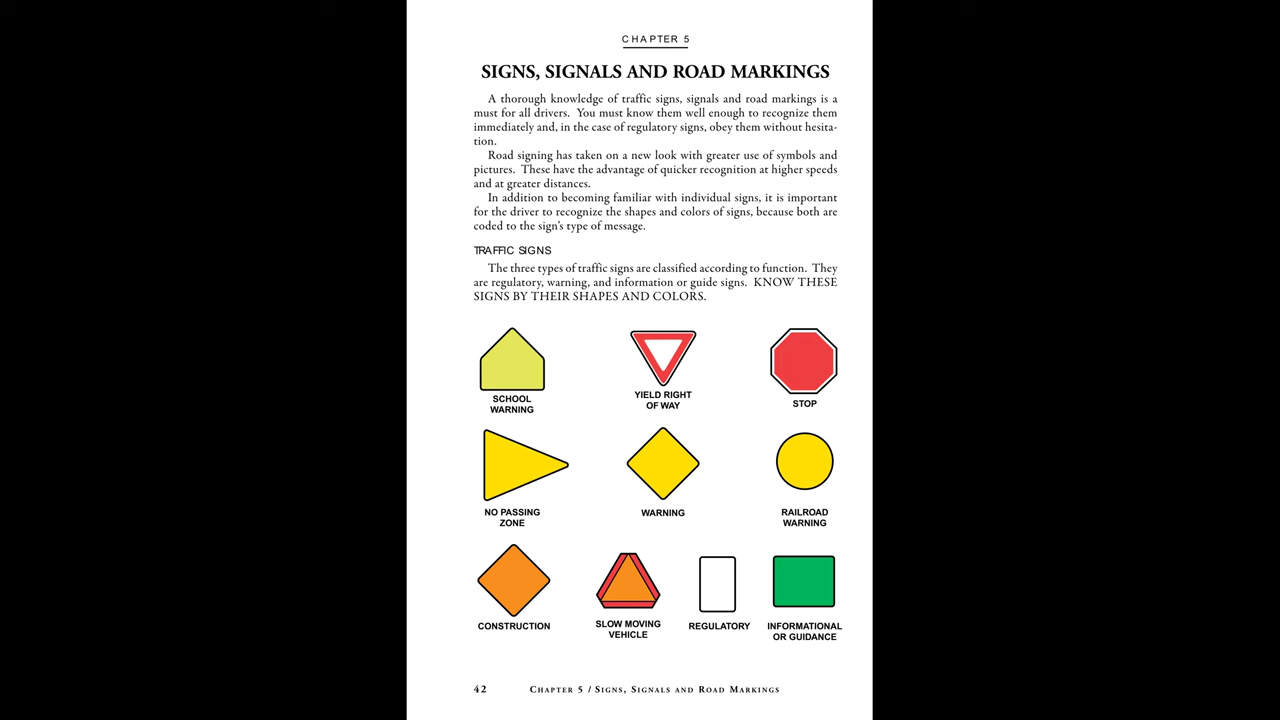 CHAPTER 5
SIGNS, SIGNALS AND ROAD MARKINGS
A thorough knowledge of traffic signs, signals and road markings is a
must for all drivers. You must know them well enough to recognize them
immediately and, in the case of regulatory signs, obey them without hesita-
tion.
Road signing has taken on a new look with greater use of symbols and
pictures. These have the advantage of quicker recognition at higher speeds
and at greater distances.
In addition to becoming familiar with individual signs, it is important
for the driver to recognize the shapes and colors of signs, because both are
coded to the sign's type of message.
TRAFFIC SIGNS
The three types of traffic signs are classified according to function. They
are regulatory, warning, and information or guide signs. KNOW THESE
SIGNS BY THEIR SHAPES AND COLORS.
SCHOOL
WARNING
YIELD RIGHT
OF WAY
STOP
NO PASSING
ZONE
WARNING
RAILROAD
WARNING
CONSTRUCTION
SLOW MOVING
VEHICLE
REGULATORY
INFORMATIONAL
OR GUIDANCE
42 Chapter 5 / Signs, Signals and Road Markings